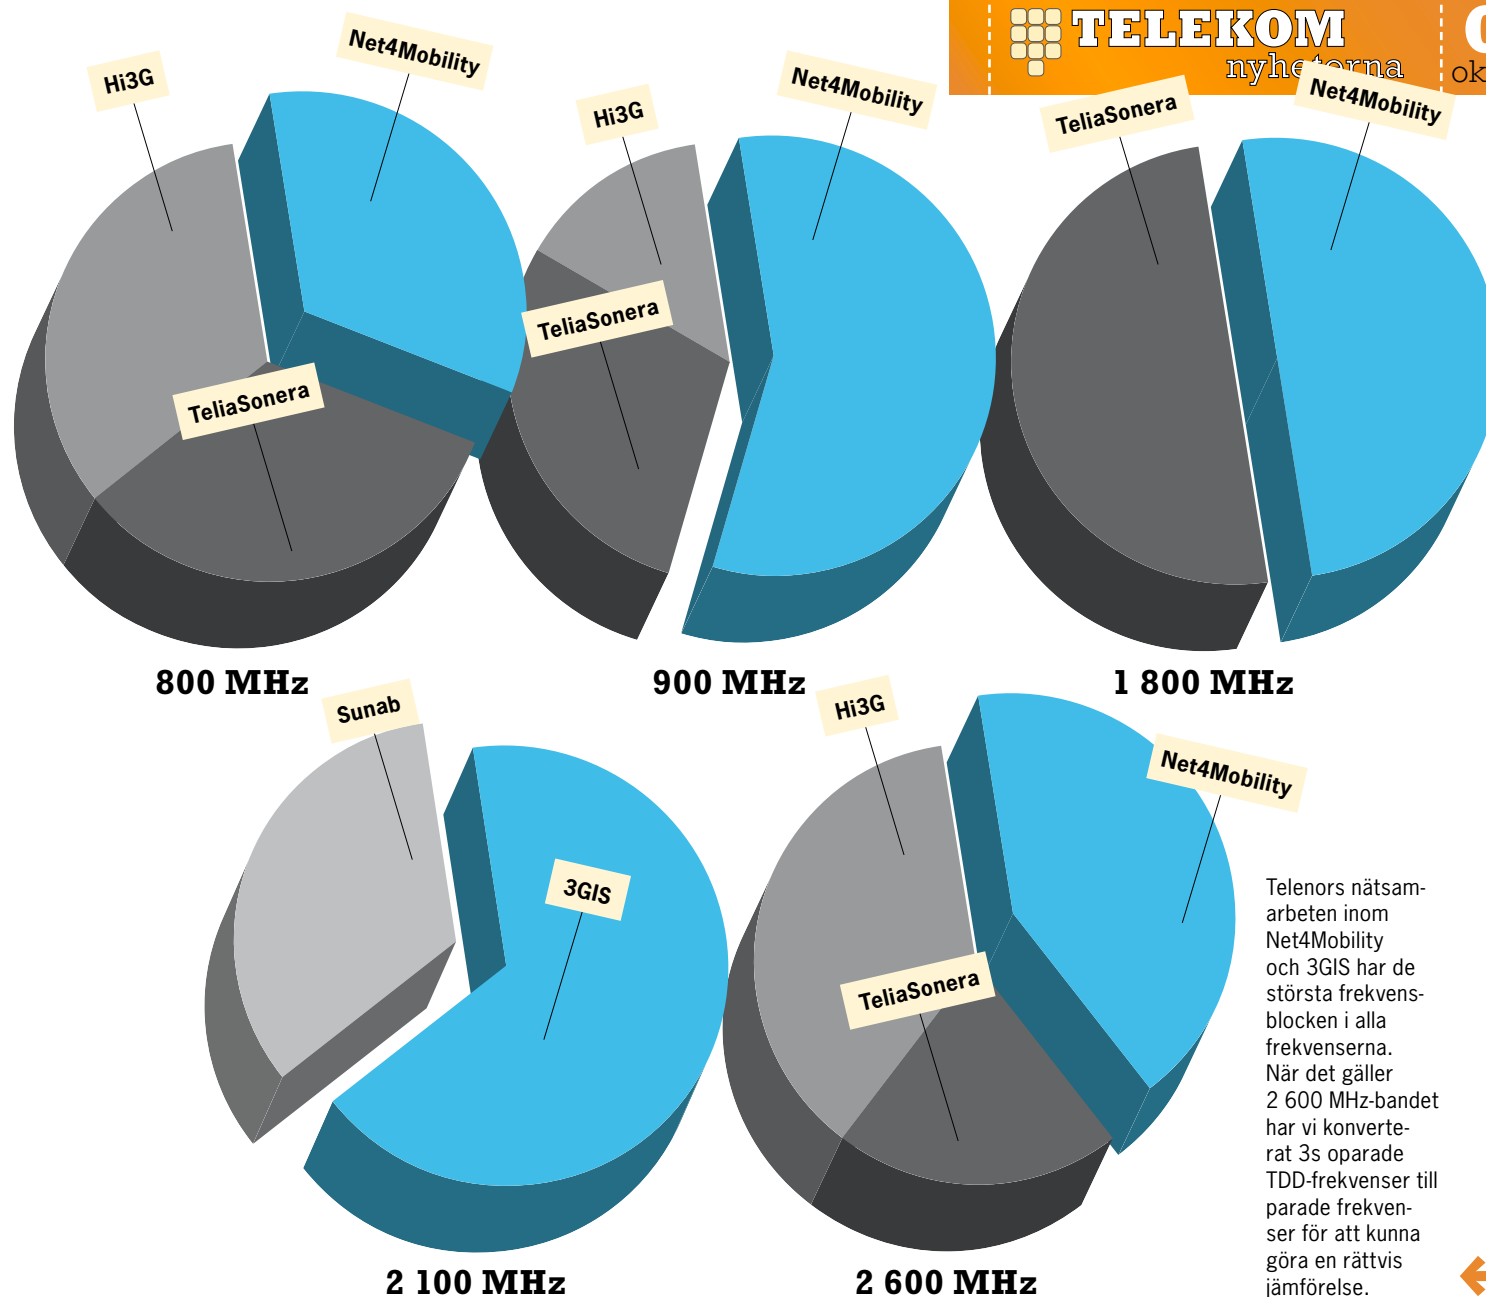 TELEKOM
nyheterna
ok
Hi3G
Net4Mobility
TeliaSonera
800 MHz
Hi3G
Net4Mobility
TeliaSonera
900 MHz
TeliaSonera
Net4Mobility
1 800 MHz
Sunab
3GIS
2 100 MHz
Hi3G
Net4Mobility
TeliaSonera
2 600 MHz
Telenors nätsam-
arbeten inom
Net4Mobility
och 3GIS har de
största frekvens-
blocken i alla
frekvenserna.
När det gäller
2 600 MHz-bandet
har vi konverte-
rat 3s oparade
TDD-frekvenser till
parade frekven-
ser för att kunna
göra en rättvis
jämförelse.